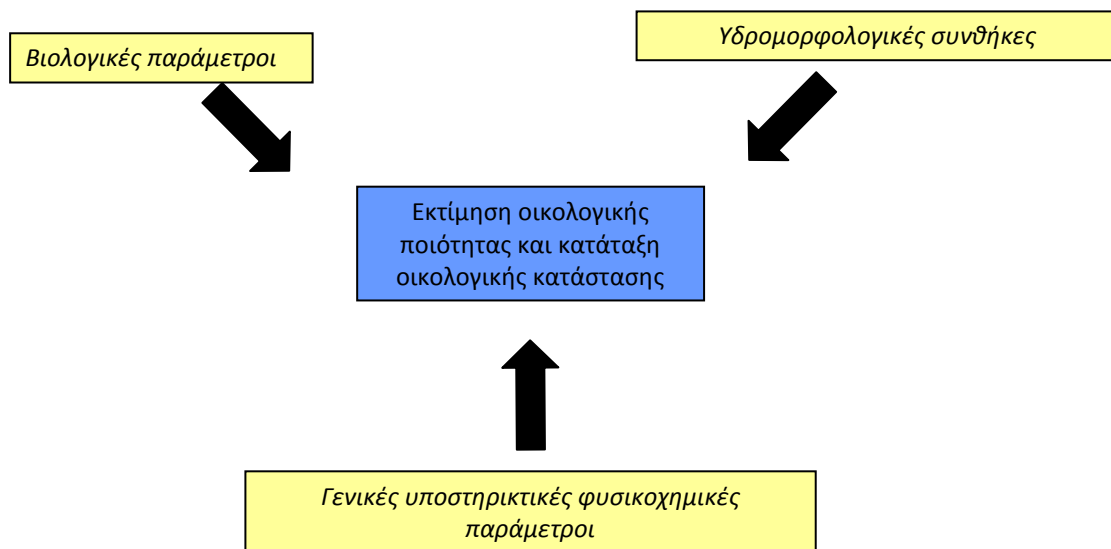 Βιολογικές παράμετροι
Υδρομορφολογικές συνθήκες
Εκτίμηση οικολογικής
ποιότητας και κατάταξη
οικολογικής κατάστασης
Γενικές υποστηρικτικές φυσικοχημικές
παράμετροι